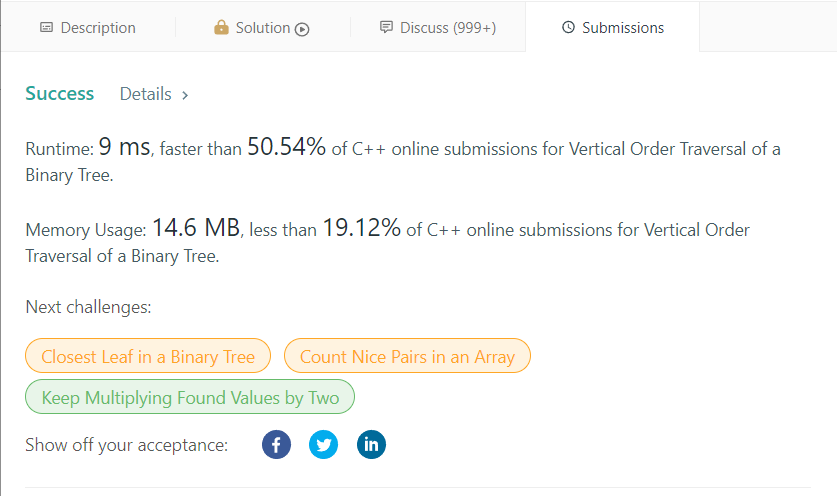 Description Solution Discuss (999+) Submissions
Success Details >
Runtime: 9 ms, faster than 50.54% of C++ online submissions for Vertical Order Traversal of a
Binary Tree.
Memory Usage: 14.6 MB, less than 19.12% of C++ online submissions for Vertical Order
Traversal of a Binary Tree.
Next challenges:
Closest Leaf in a Binary Tree Count Nice Pairs in an Array
Keep Multiplying Found Values by Two
Show off your acceptance: f in